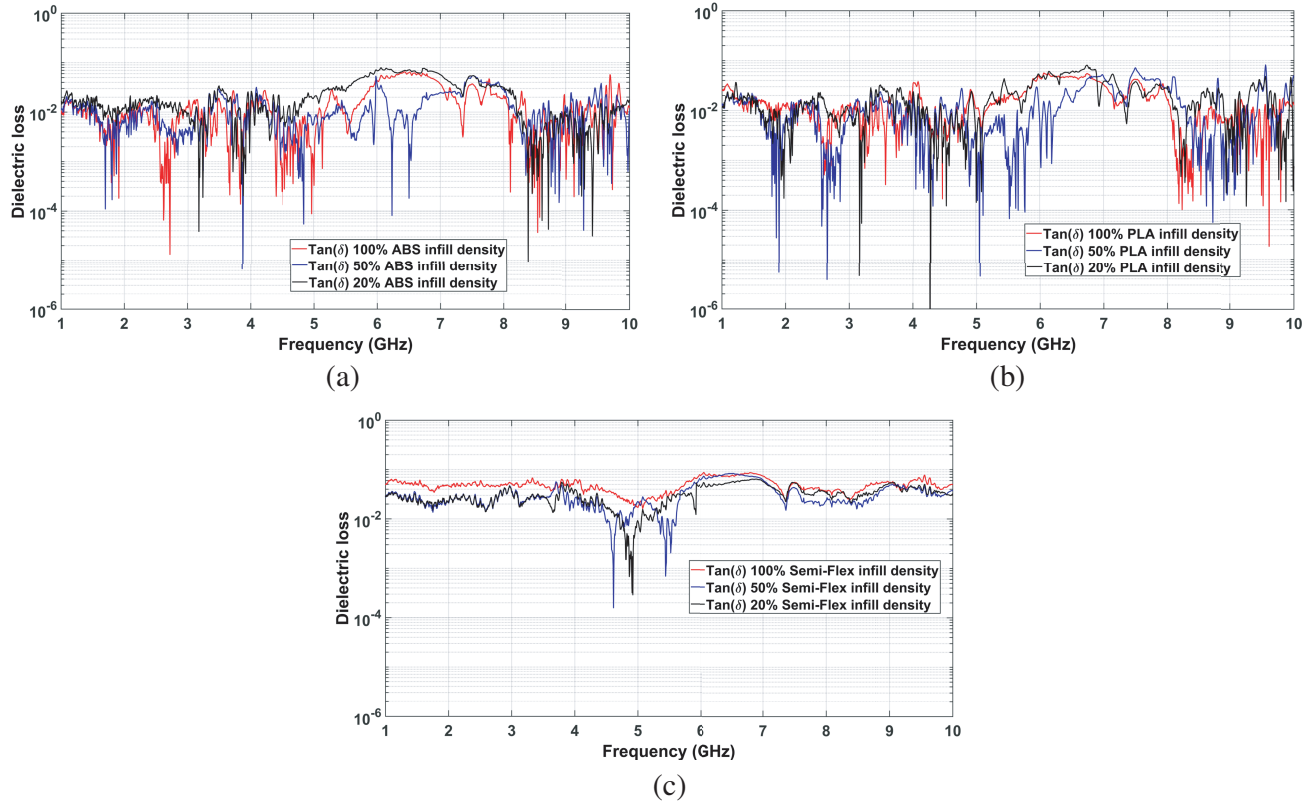 10^0
10^-2
10^-4
10^-6
Dielectric loss
Tan(δ) 100% ABS infill density
Tan(δ) 50% ABS infill density
Tan(δ) 20% ABS infill density
1 2 3 4 5 6 7 8 9 10
Frequency (GHz)
(a)
10^0
10^-2
10^-4
10^-6
Dielectric loss
Tan(δ) 100% PLA infill density
Tan(δ) 50% PLA infill density
Tan(δ) 20% PLA infill density
1 2 3 4 5 6 7 8 9 10
Frequency (GHz)
(b)
10^0
10^-2
10^-4
10^-6
Dielectric loss
Tan(δ) 100% Semi-Flex infill density
Tan(δ) 50% Semi-Flex infill density
Tan(δ) 20% Semi-Flex infill density
1 2 3 4 5 6 7 8 9 10
Frequency (GHz)
(c)